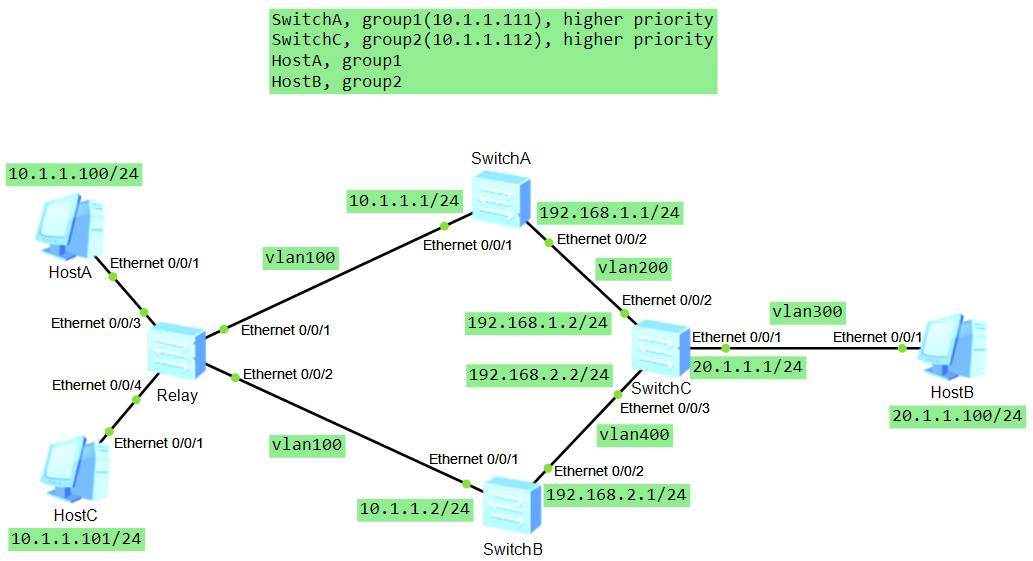 SwitchA, group1(10.1.1.111), higher priority
SwitchC, group2(10.1.1.112), higher priority
HostA, group1
HostB, group2
SwitchA
10.1.1.100/24
10.1.1.1/24
192.168.1.1/24
Ethernet 0/0/1
Ethernet 0/0/2
vlan100
Ethernet 0/0/1
HostA
vlan200
Ethernet 0/0/2
Ethernet 0/0/3
Ethernet 0/0/1
192.168.1.2/24
vlan300
Ethernet 0/0/1
Ethernet 0/0/1
20.1.1.1/24
Ethernet 0/0/2
192.168.2.2/24
Ethernet 0/0/4
Relay
SwitchC
HostB
Ethernet 0/0/3
20.1.1.100/24
Ethernet 0/0/1
vlan100
vlan400
Ethernet 0/0/1
Ethernet 0/0/2
192.168.2.1/24
10.1.1.2/24
HostC
10.1.1.101/24
SwitchB